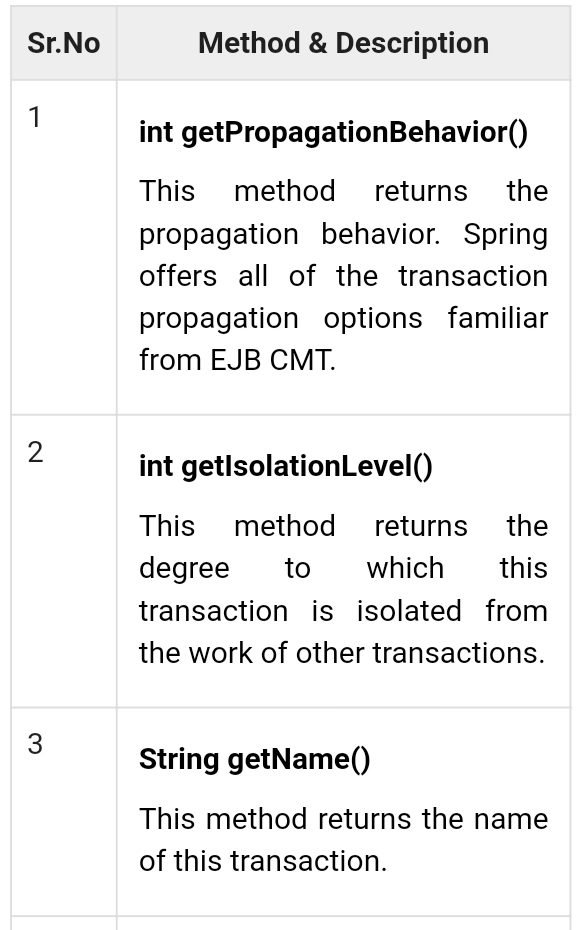 Sr.No Method & Description
1
int getPropagationBehavior()
This method returns the
propagation behavior. Spring
offers all of the transaction
propagation options familiar
from EJB CMT.
2
int getIsolationLevel()
This method returns the
degree to which this
transaction is isolated from
the work of other transactions.
3
String getName()
This method returns the name
of this transaction.